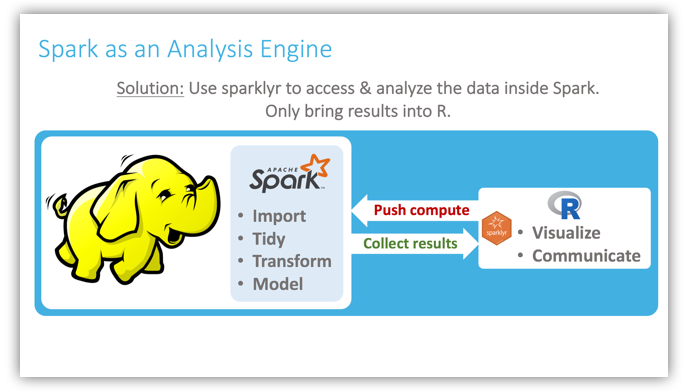 Spark as an Analysis Engine
Solution: Use sparklyr to access & analyze the data inside Spark.
Only bring results into R.
APACHE
Spark™
• Import
• Tidy
• Transform
• Model
Push compute
Collect results
sparklyr
R
• Visualize
• Communicate